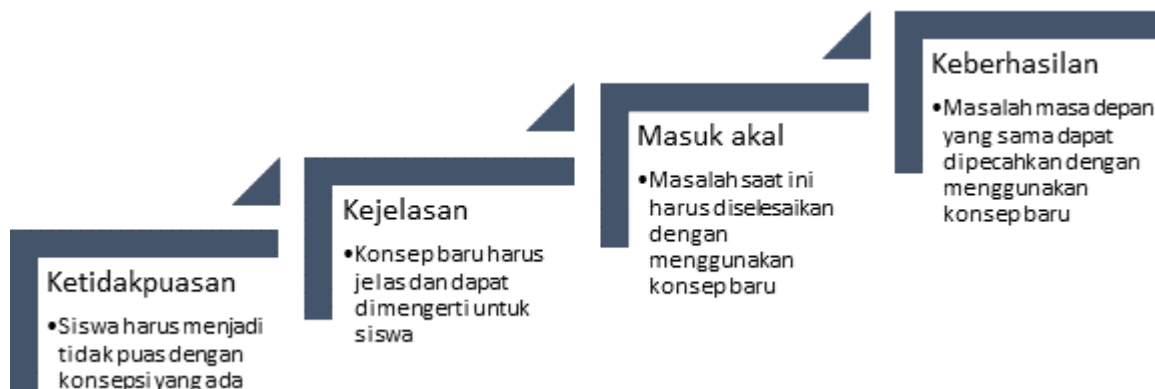 Ketidakpuasan
•Siswa harus menjadi
tidak puas dengan
konsepsi yang ada
Kejelasan
•Konsep baru harus
jelas dan dapat
dimengerti untuk
siswa
Masuk akal
•Masalah saat ini
harus diselesaikan
dengan
menggunakan
konsep baru
Keberhasilan
•Masalah masa depan
yang sama dapat
dipecahkan dengan
menggunakan
konsep baru